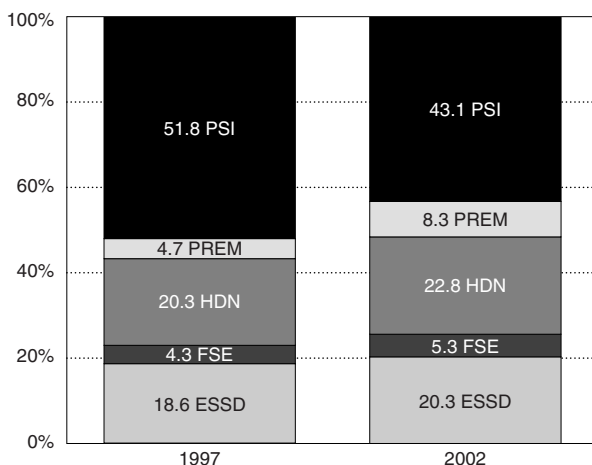 100%
80%
60%
40%
20%
0%
51.8 PSI
4.7 PREM
20.3 HDN
4.3 FSE
18.6 ESSD
43.1 PSI
8.3 PREM
22.8 HDN
5.3 FSE
20.3 ESSD
1997
2002